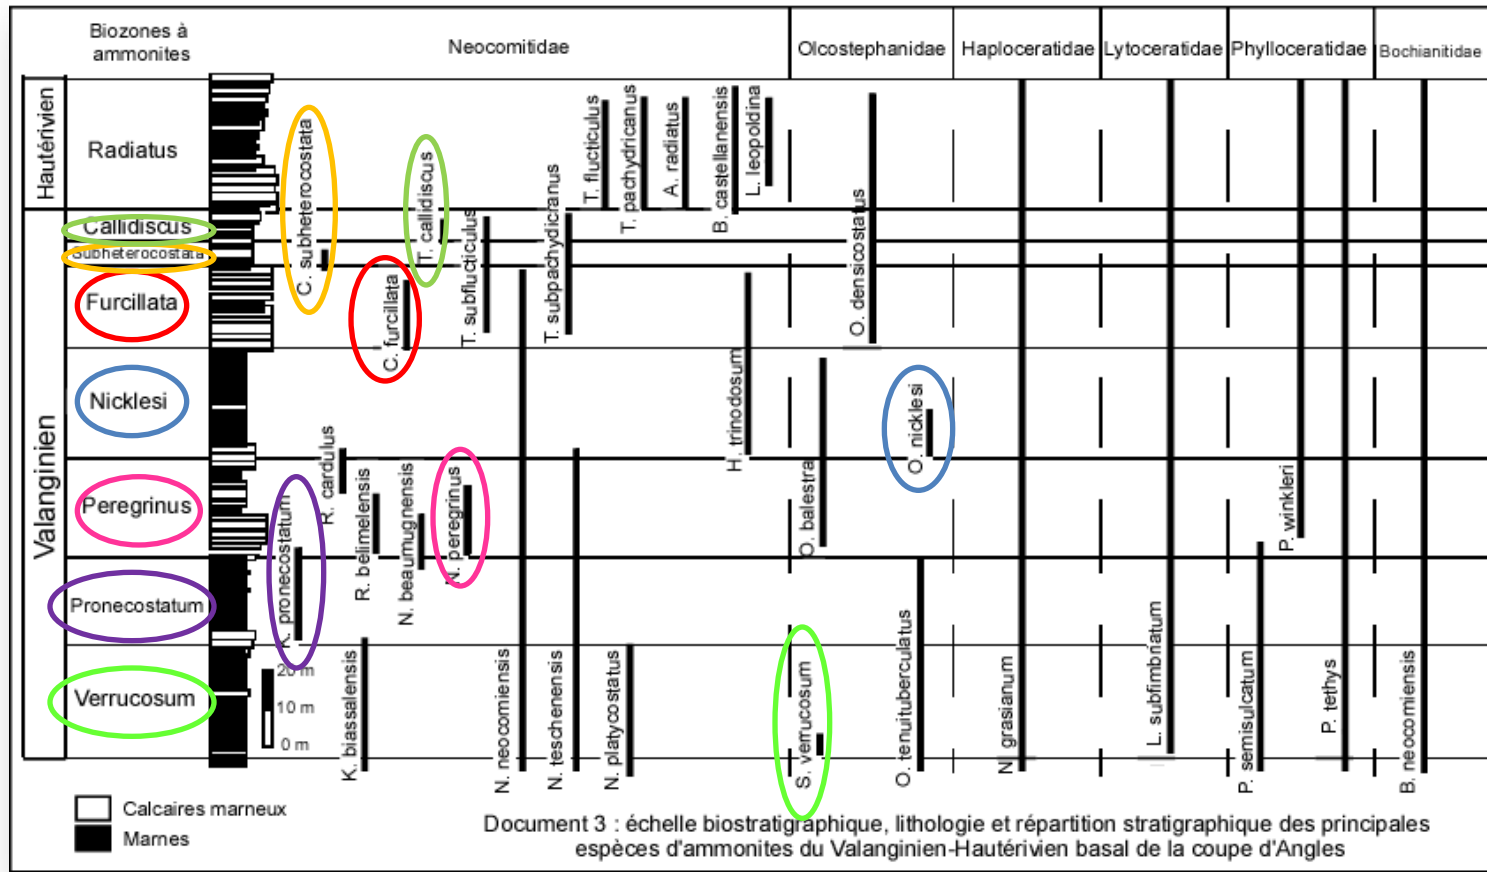 Biozones à
ammonites
Neocomitidae
Olcostephanidae
Haploceratidae
Lytoceratidae
Phylloceratidae
Bochianitidae
Hautérivien
Valanginien
Radiatus
Callidiscus
Subheterocostata
Furcillata
Nicklesi
Peregrinus
Pronecostatum
Verrucosum
C. subheterocostata
T. callidiscus
C. furcillata
T. subflucticulus
T. subpachydicranus
T. flucticulus
T. pachydricanus
A. radiatus
B. castellanensis
L. leopoldina
O. densicostatus
H. trinodosum
O. nicklesi
O. balestra
R. cardulus
R. belimelensis
N. beaumugnensis
N. peregrinus
K. pronecostatum
P. winkleri
K. biassalensis
N. neocomiensis
N. teschenensis
N. platycostatus
S. verrucosum
O. tenuituberculatus
N. grasianum
L. subfimbriatum
P. semisulcatum
P. tethys
B. neocomiensis
20 m
10 m
0 m
Calcaires marneux
Marnes
Document 3 : échelle biostratigraphique, lithologie et répartition stratigraphique des principales
espèces d'ammonites du Valanginien-Hautérivien basal de la coupe d'Angles